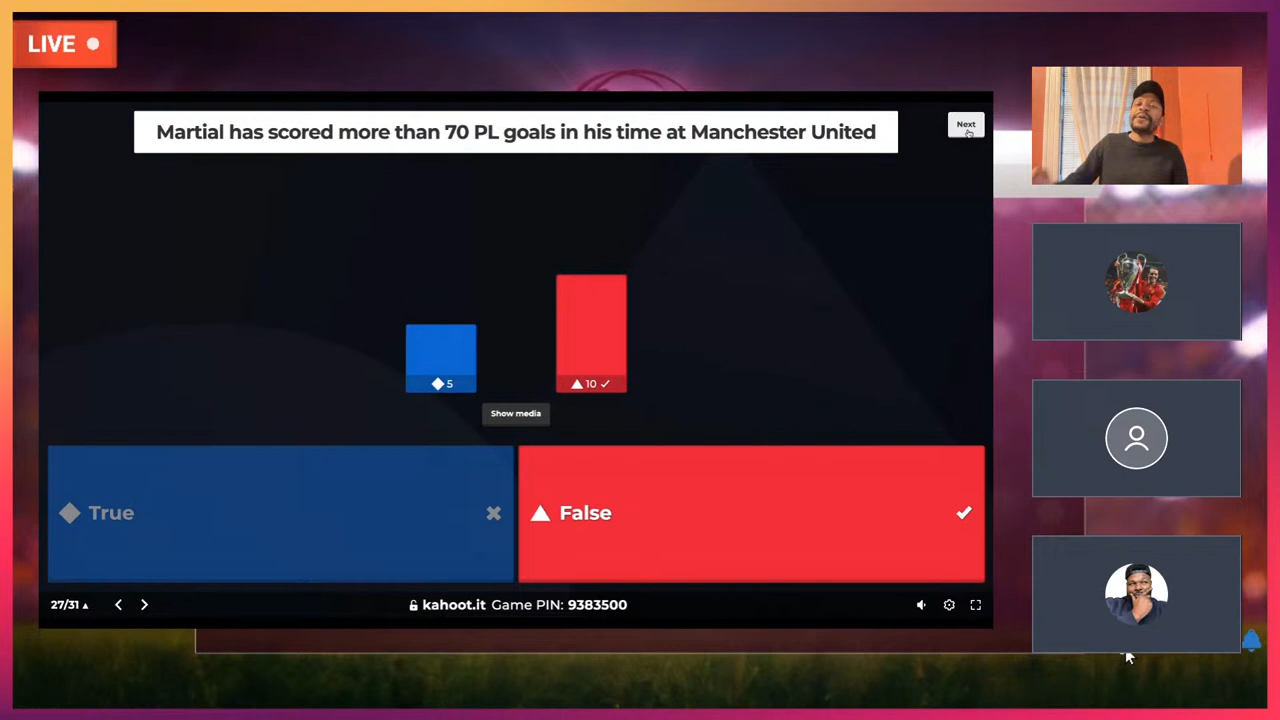 LIVE
Martial has scored more than 70 PL goals in his time at Manchester United
Next
5
10
Show media
True
False
27/31
kahoot.it Game PIN: 9383500